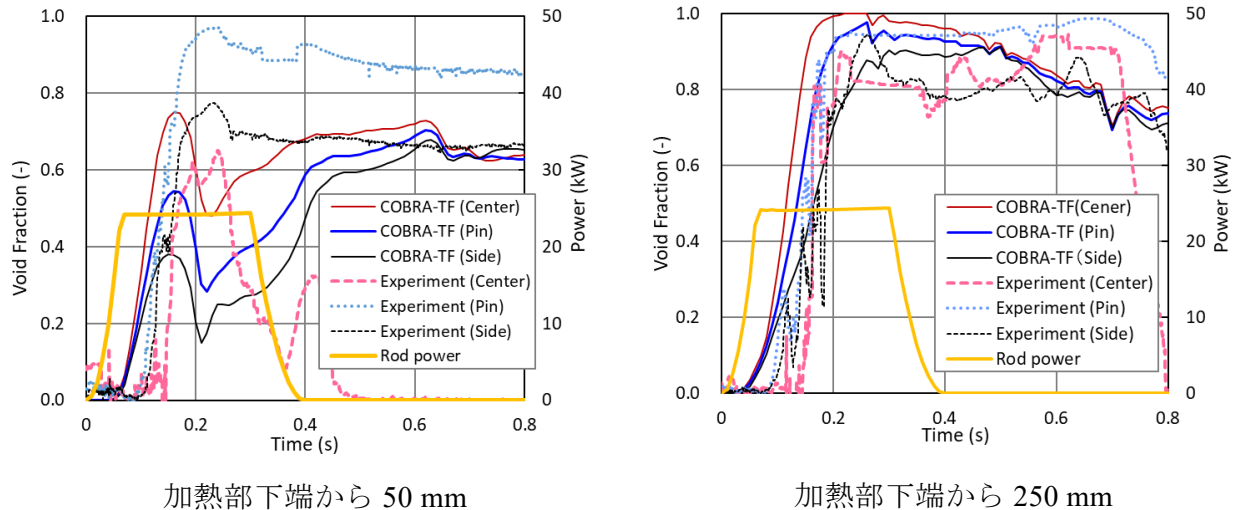 1.0
0.8
0.6
0.4
0.2
0.0
Void Fraction (-)
50
40
30
20
10
0
Power (kW)
0
0.2
0.4
0.6
0.8
Time (s)
COBRA-TF (Center)
COBRA-TF (Pin)
COBRA-TF (Side)
Experiment (Center)
Experiment (Pin)
Experiment (Side)
Rod power
加熱部下端から 50 mm
1.0
0.8
0.6
0.4
0.2
0.0
Void Fraction (-)
50
40
30
20
10
0
Power (kW)
0
0.2
0.4
0.6
0.8
Time (s)
COBRA-TF(Cener)
COBRA-TF (Pin)
COBRA-TF (Side)
Experiment (Center)
Experiment (Pin)
Experiment (Side)
Rod power
加熱部下端から 250 mm